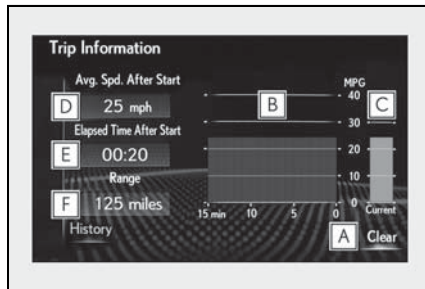 Trip Information
Avg. Spd. After Start
D 25 mph
Elapsed Time After Start
E 00:20
Range
F 125 miles
History
B
MPG
C
40
30
20
10
0
Current
15 min 10 5 0
A Clear